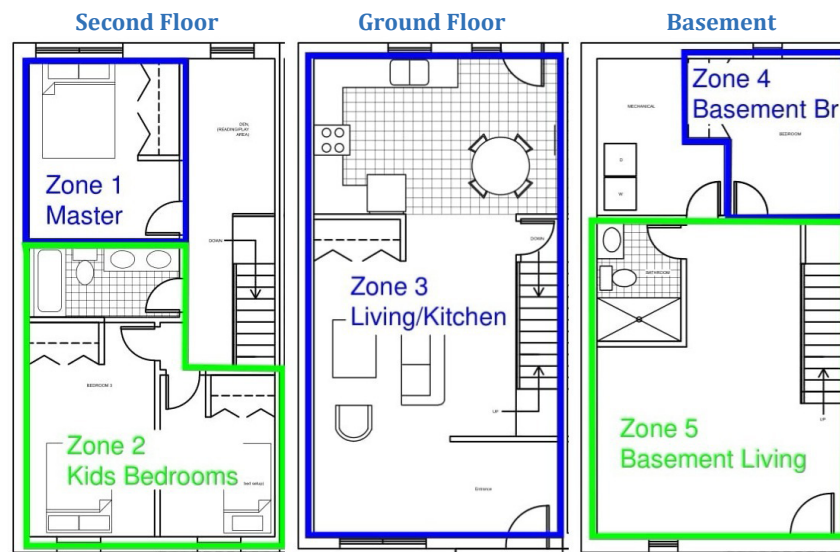 Second Floor
Ground Floor
Basement
Zone 1
Master
DEN
(READING/PLAY
AREA)
DOWN
BEDROOM 3
Zone 2
Kids Bedrooms
Zone 3
Living/Kitchen
DOWN
UP
Entrance
MECHANICAL
D
W
Zone 4
Basement Br
BEDROOM
BATHROOM
UP
Zone 5
Basement Living